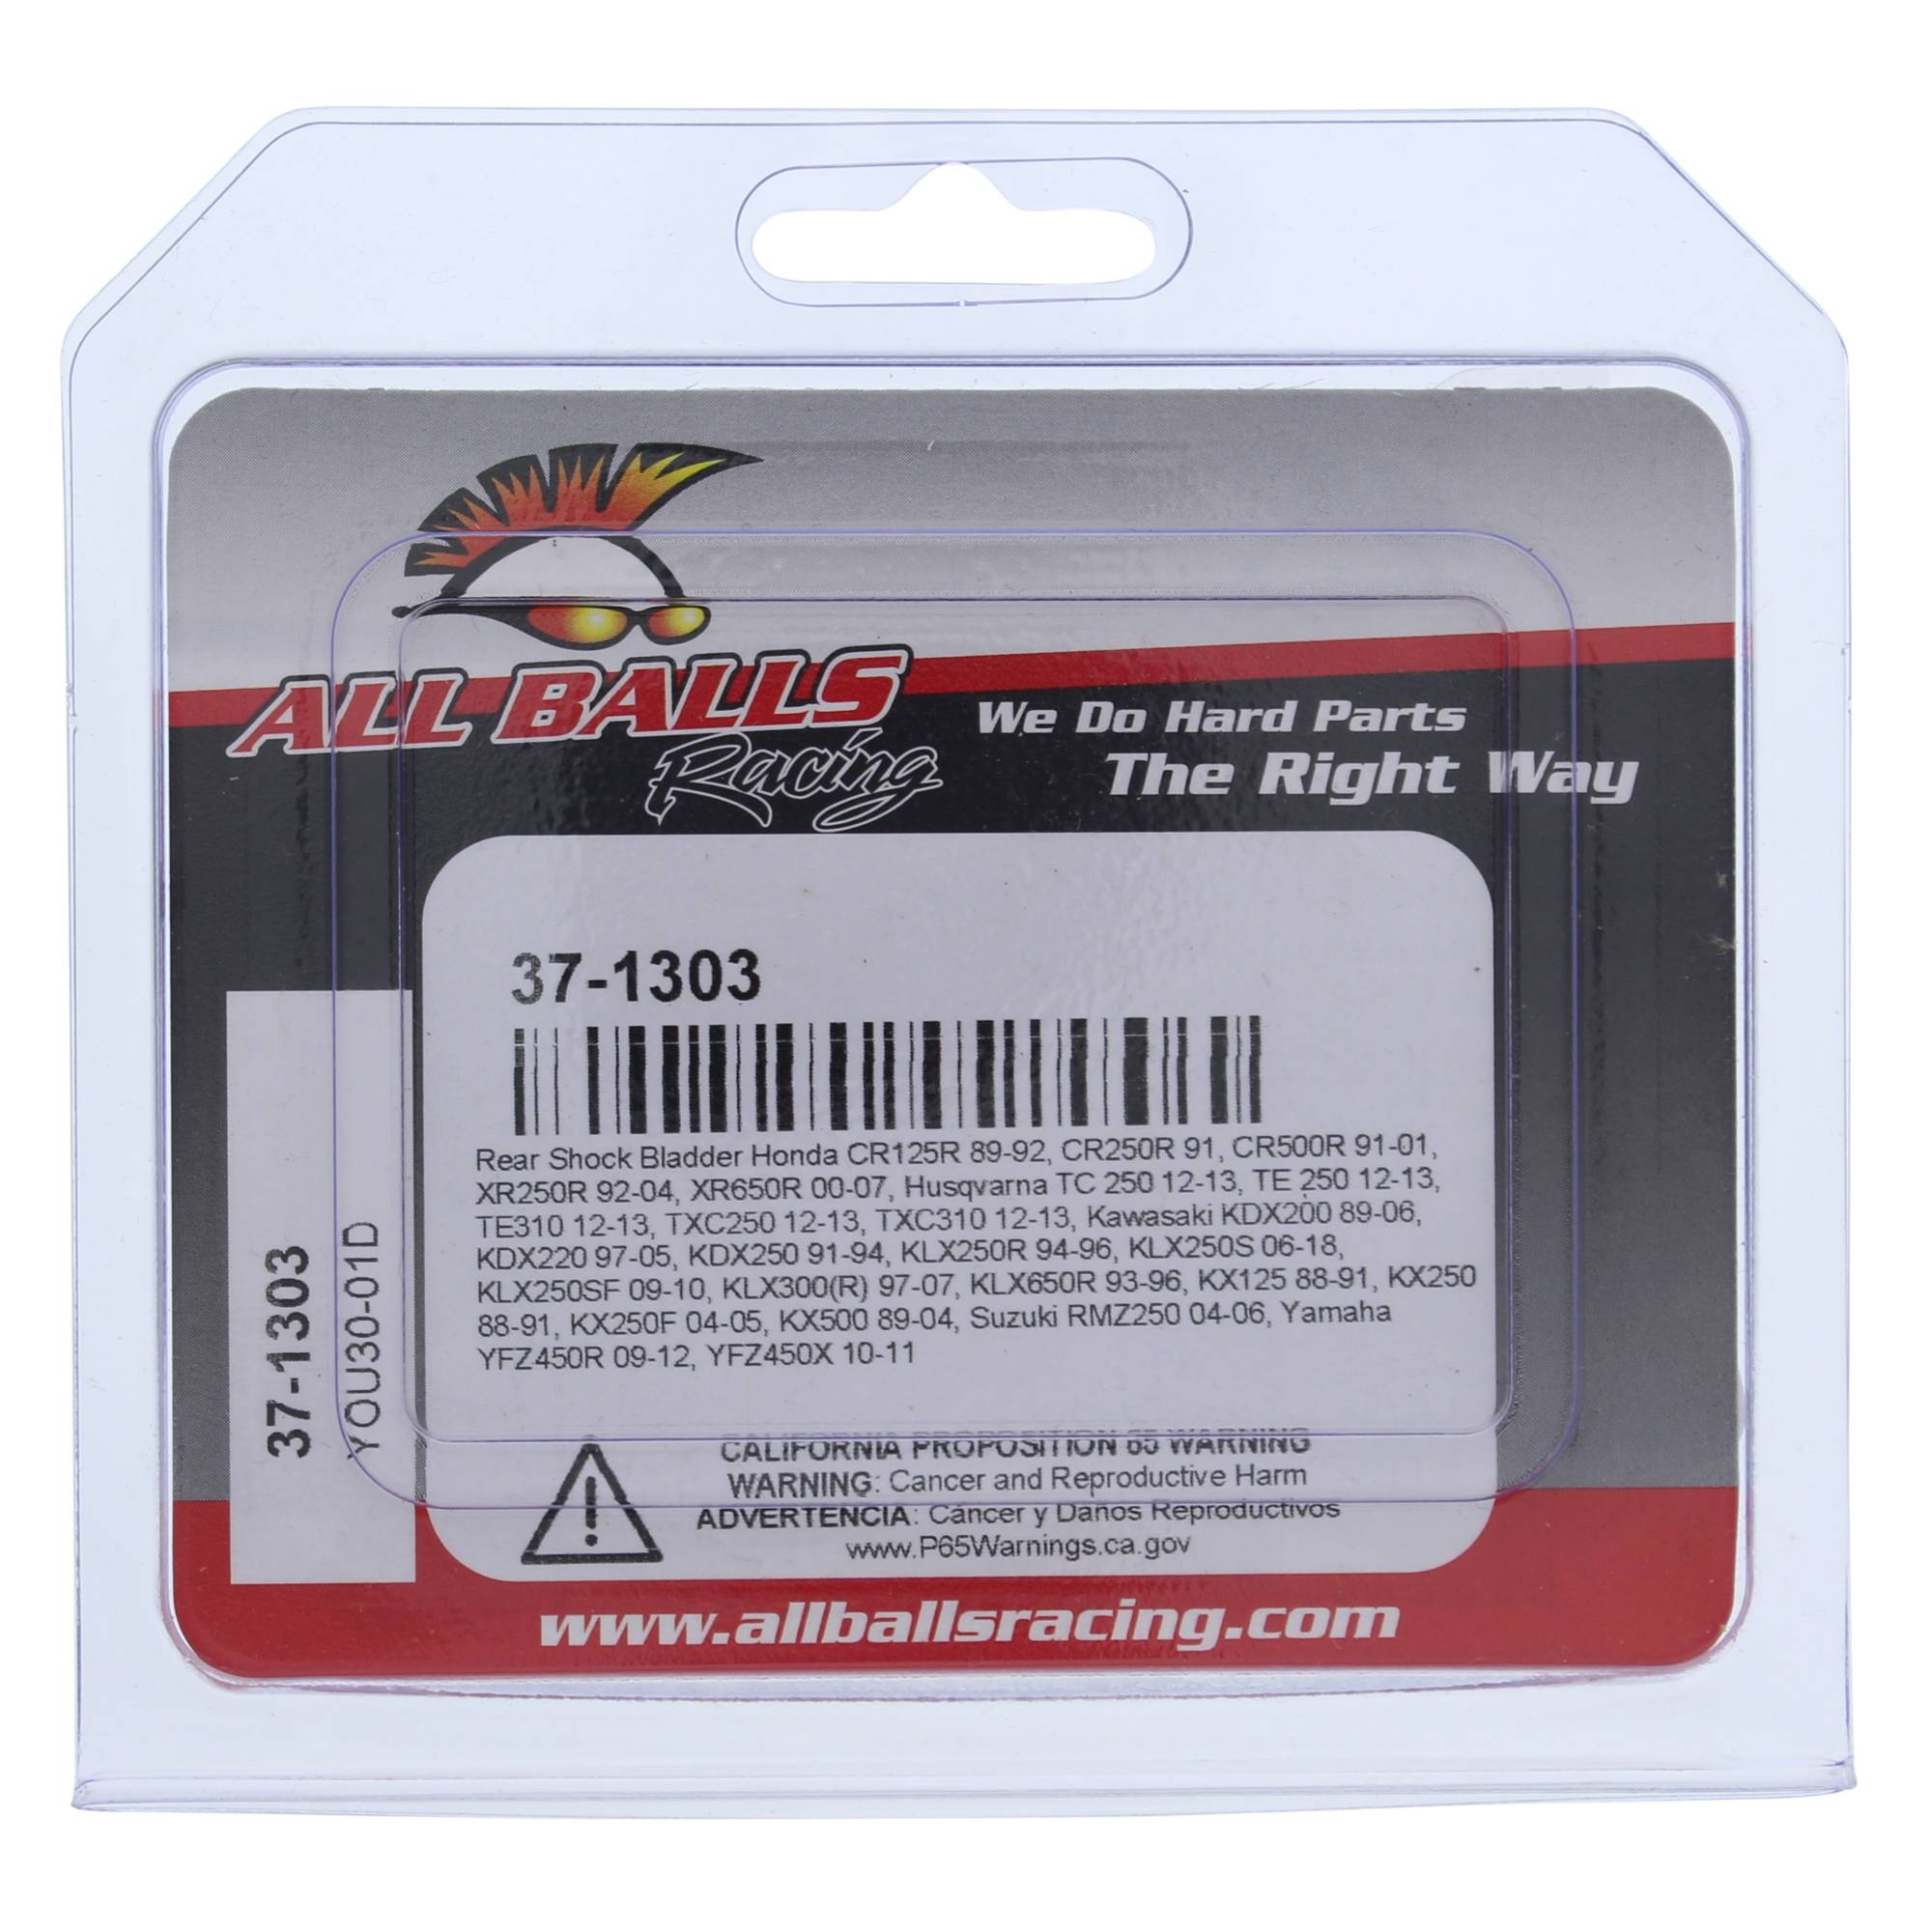 ALL BALLS
Racing
We Do Hard Parts
The Right Way
37-1303
Rear Shock Bladder Honda CR125R 89-92, CR250R 91, CR500R 91-01,
XR250R 92-04, XR650R 00-07, Husqvarna TC 250 12-13, TE 250 12-13,
TE310 12-13, TXC250 12-13, TXC310 12-13, Kawasaki KDX200 89-06,
KDX220 97-05, KDX250 91-94, KLX250R 94-96, KLX250S 06-18,
KLX250SF 09-10, KLX300(R) 97-07, KLX650R 93-96, KX125 88-91, KX250
88-91, KX250F 04-05, KX500 89-04, Suzuki RMZ250 04-06, Yamaha
YFZ450R 09-12, YFZ450X 10-11
CALIFORNIA PROPOSITION 65 WARNING
WARNING: Cancer and Reproductive Harm
ADVERTENCIA: Cáncer y Daños Reproductivos
www.P65Warnings.ca.gov
37-1303
YOU30-01D
www.allballsracing.com